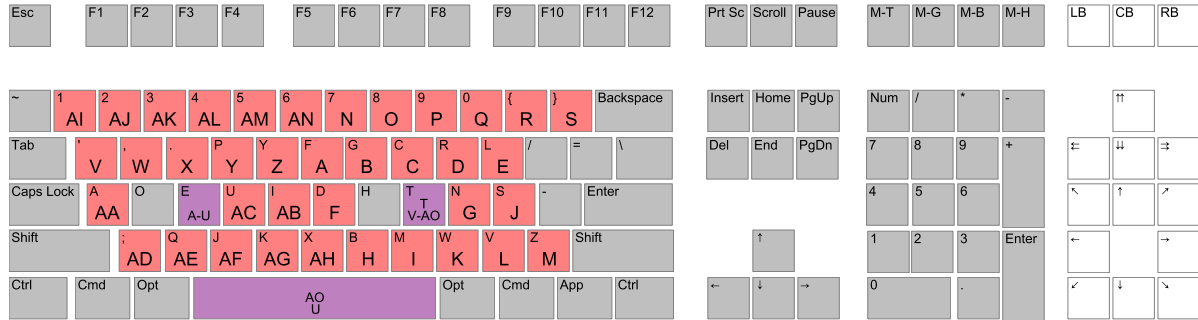 Esc F1 F2 F3 F4 F5 F6 F7 F8 F9 F10 F11 F12 Prt Sc Scroll Pause M-T M-G M-B M-H LB CB RB
~ 1 2 3 4 5 6 7 8 9 0 { } Backspace Insert Home PgUp Num / * - ⇈
AI AJ AK AL AM AN N O P Q R S
Tab ' , . P Y F G C R L / = \ Del End PgDn 7 8 9 + ⇇ ⇊ ⇉
V W X Y Z A B C D E
Caps Lock A O E U I D H T N S - Enter 4 5 6 ↖ ↑ ↗
AA A-U AC AB F T V-AO G J
Shift ; Q J K X B M W V Z Shift ↑ 1 2 3 Enter ← →
AD AE AF AG AH H I K L M
Ctrl Cmd Opt Opt Cmd App Ctrl ← ↓ → 0 . ↙ ↓ ↘
AO
U